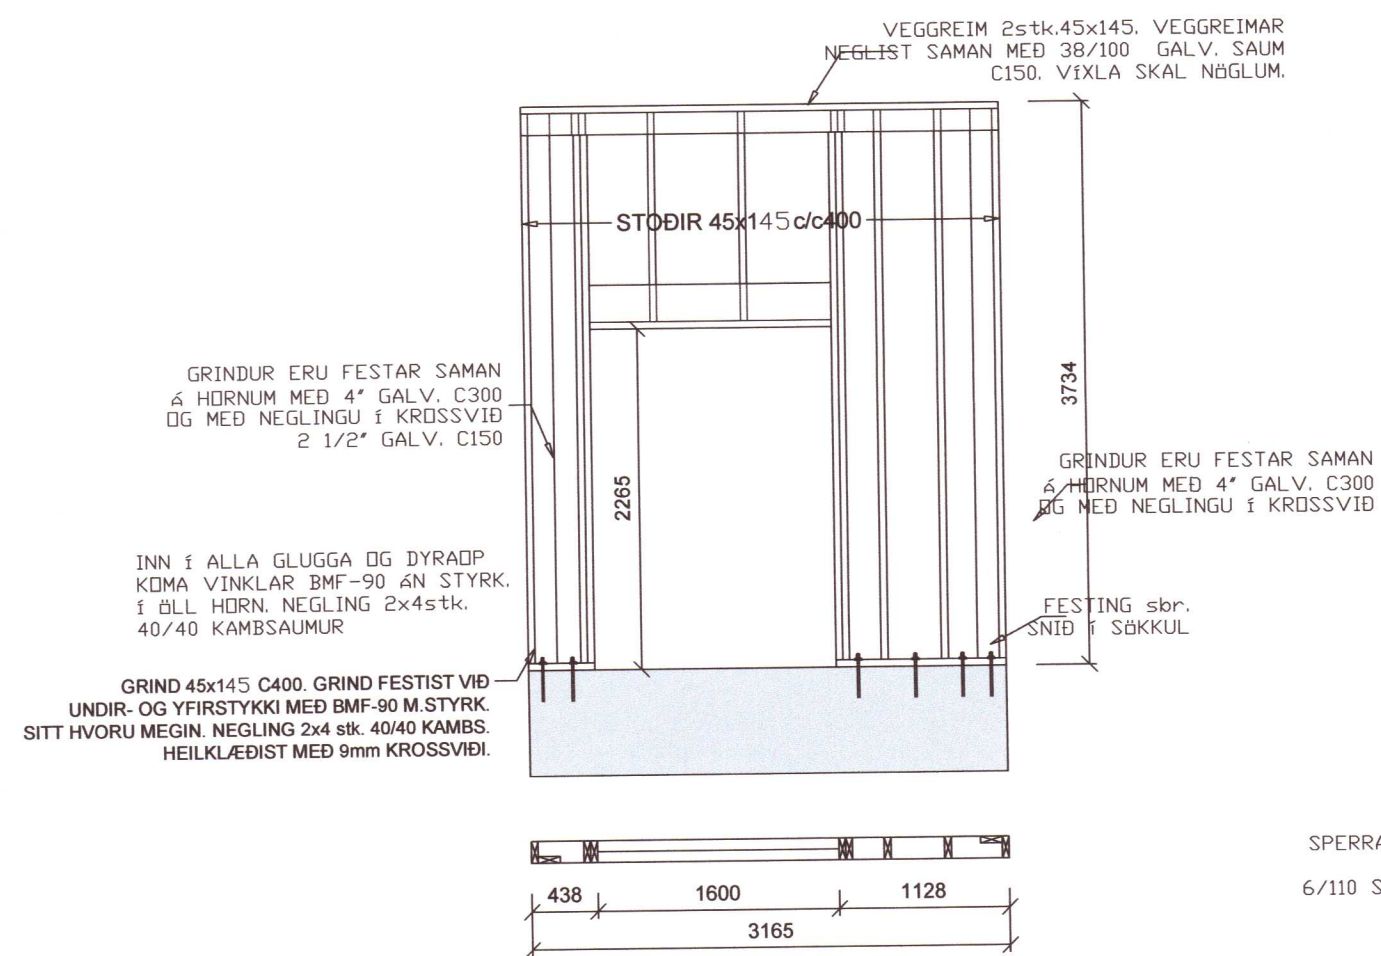 VEGGREIM 2stk.45x145. VEGGREIMAR
NEGLIST SAMAN MEÐ 38/100 GALV. SAUM
C150. VÍXLA SKAL NÖGLUM.
STOÐIR 45x145 c/c400
GRINDUR ERU FESTAR SAMAN
Á HORNUM MEÐ 4" GALV. C300
OG MEÐ NEGLINGU Í KROSSVIÐ
2 1/2" GALV. C150
3734
2265
GRINDUR ERU FESTAR SAMAN
Á HORNUM MEÐ 4" GALV. C300
OG MEÐ NEGLINGU Í KROSSVIÐ
INN Í ALLA GLUGGA OG DYRAOP
KOMA VINKLAR BMF-90 ÁN STYRK.
Í ÖLL HORN. NEGLING 2x4stk.
40/40 KAMBSAUMUR
FESTING sbr.
SNIÐ Í SÖKKUL
GRIND 45x145 C400. GRIND FESTIST VIÐ
UNDIR- OG YFIRSTYKKI MEÐ BMF-90 M.STYRK.
SITT HVORU MEGIN. NEGLING 2x4 stk. 40/40 KAMBS.
HEILKLÆÐIST MEÐ 9mm KROSSVIÐI.
SPERRA
6/110 S
438
1600
1128
3165